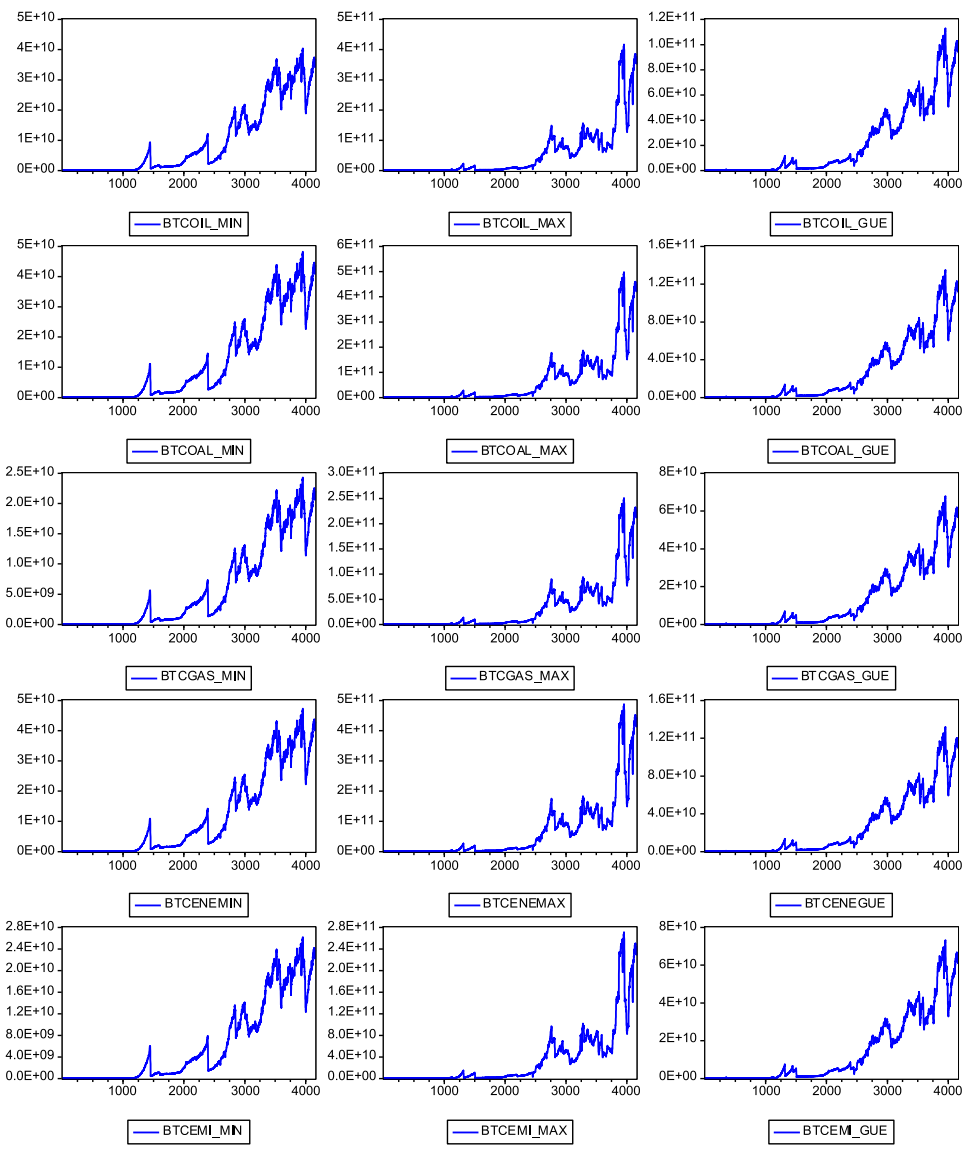 5E+10 5E+11 1.2E+11
4E+10 4E+11 1.0E+11
8.0E+10
3E+10 3E+11
6.0E+10
2E+10 2E+11
4.0E+10
1E+10 1E+11 2.0E+10
0E+00 0E+00 0.0E+00
1000 2000 3000 4000 1000 2000 3000 4000 1000 2000 3000 4000
BTCOIL_MIN BTCOIL_MAX BTCOIL_GUE
5E+10 6E+11 1.6E+11
4E+10 5E+11
1.2E+11
4E+11
3E+10
3E+11 8.0E+10
2E+10
2E+11
4.0E+10
1E+10 1E+11
0E+00 0E+00 0.0E+00
1000 2000 3000 4000 1000 2000 3000 4000 1000 2000 3000 4000
BTCOAL_MIN BTCOAL_MAX BTCOAL_GUE
2.5E+10 3.0E+11 8E+10
2.0E+10 2.5E+11
6E+10
2.0E+11
1.5E+10
1.5E+11 4E+10
1.0E+10
1.0E+11
2E+10
5.0E+09 5.0E+10
0.0E+00 0.0E+00 0E+00
1000 2000 3000 4000 1000 2000 3000 4000 1000 2000 3000 4000
BTCGAS_MIN BTCGAS_MAX BTCGAS_GUE
5E+10 5E+11 1.6E+11
4E+10 4E+11 1.2E+11
3E+10 3E+11
8.0E+10
2E+10 2E+11
4.0E+10
1E+10 1E+11
0E+00 0E+00 0.0E+00
1000 2000 3000 4000 1000 2000 3000 4000 1000 2000 3000 4000
BTCENEMIN BTCENEMAX BTCENEGUE
2.8E+10 2.8E+11 8E+10
2.4E+10 2.4E+11
2.0E+10 2.0E+11 6E+10
1.6E+10 1.6E+11
4E+10
1.2E+10 1.2E+11
8.0E+09 8.0E+10 2E+10
4.0E+09 4.0E+10
0.0E+00 0.0E+00 0E+00
1000 2000 3000 4000 1000 2000 3000 4000 1000 2000 3000 4000
BTCEMI_MIN BTCEMI_MAX BTCEMI_GUE